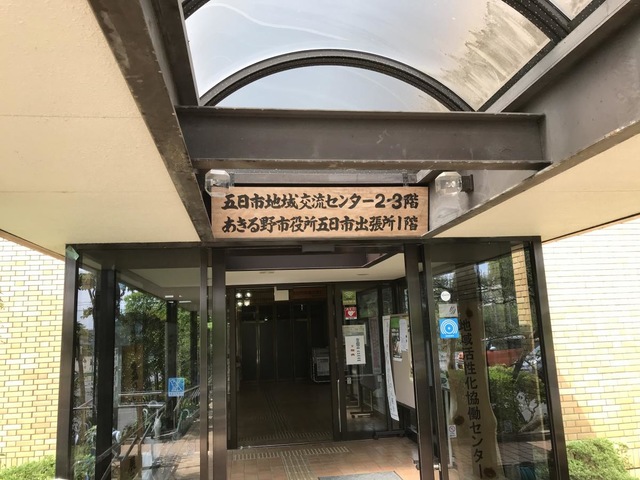 五日市地域交流センター2-3階
あきる野市役所五日市出張所1階
地域活性化協働センター